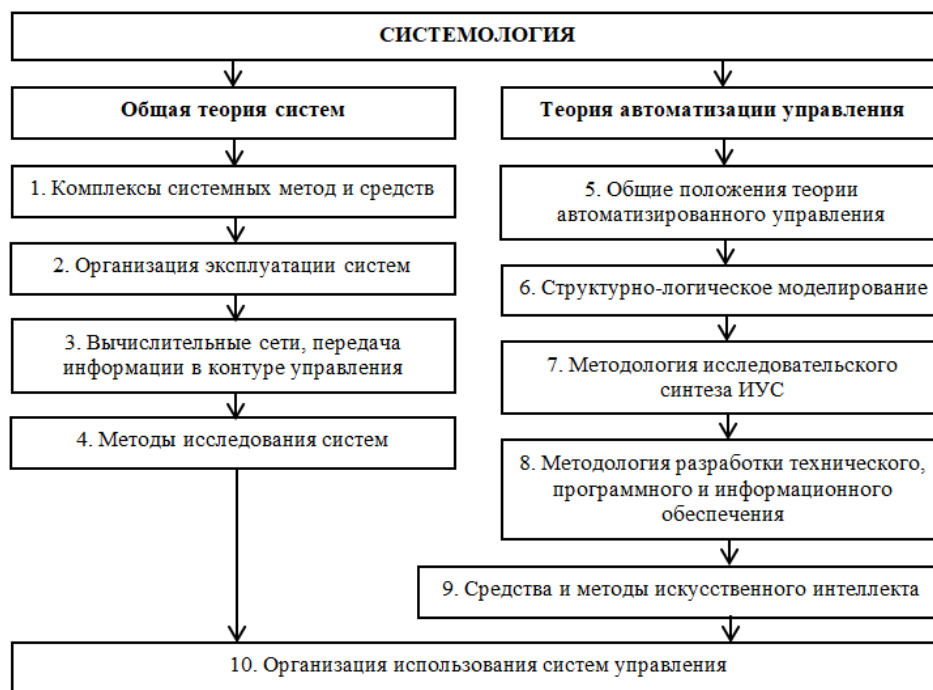 СИСТЕМОЛОГИЯ
Общая теория систем
1. Комплексы системных метод и средств
2. Организация эксплуатации систем
3. Вычислительные сети, передача
информации в контуре управления
4. Методы исследования систем
Теория автоматизации управления
5. Общие положения теории
автоматизированного управления
6. Структурно-логическое моделирование
7. Методология исследовательского
синтеза ИУС
8. Методология разработки технического,
программного и информационного
обеспечения
9. Средства и методы искусственного интеллекта
10. Организация использования систем управления